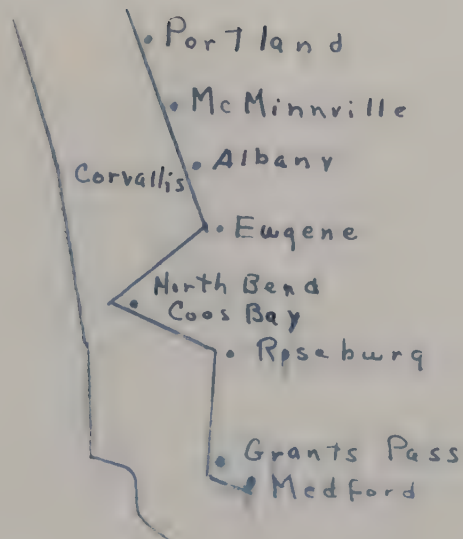 Portland
McMinnville
Albany
Corvallis
Eugene
North Bend
Coos Bay
Roseburg
Grants Pass
Medford